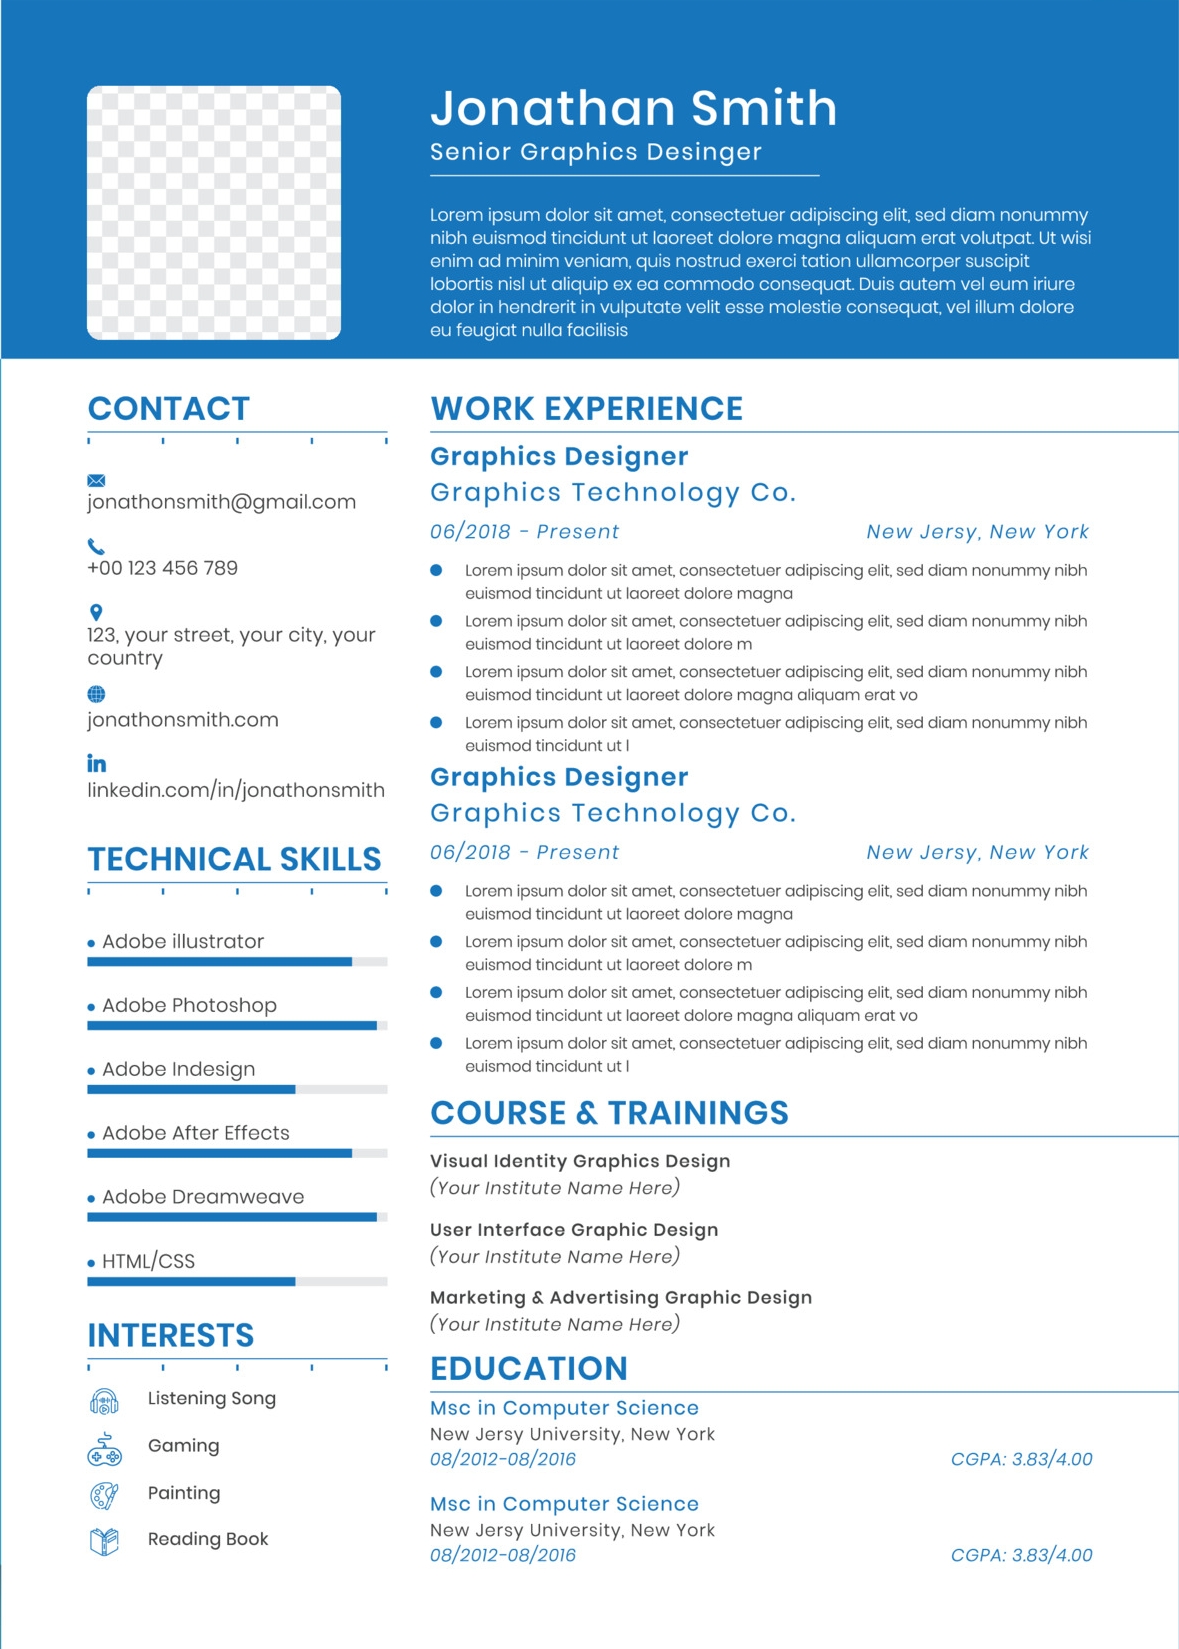 Jonathan Smith
Senior Graphics Desinger
Lorem ipsum dolor sit amet, consectetuer adipiscing elit, sed diam nonummy
nibh euismod tincidunt ut laoreet dolore magna aliquam erat volutpat. Ut wisi
enim ad minim veniam, quis nostrud exerci tation ullamcorper suscipit
lobortis nisl ut aliquip ex ea commodo consequat. Duis autem vel eum iriure
dolor in hendrerit in vulputate velit esse molestie consequat, vel illum dolore
eu feugiat nulla facilisis
CONTACT
jonathonsmith@gmail.com
+00 123 456 789
123, your street, your city, your
country
jonathonsmith.com
in
linkedin.com/in/jonathonsmith
TECHNICAL SKILLS
• Adobe illustrator
• Adobe Photoshop
• Adobe Indesign
• Adobe After Effects
• Adobe Dreamweave
• HTML/CSS
INTERESTS
Listening Song
Gaming
Painting
Reading Book
WORK EXPERIENCE
Graphics Designer
Graphics Technology Co.
06/2018 - Present New Jersy, New York
● Lorem ipsum dolor sit amet, consectetuer adipiscing elit, sed diam nonummy nibh
euismod tincidunt ut laoreet dolore magna
● Lorem ipsum dolor sit amet, consectetuer adipiscing elit, sed diam nonummy nibh
euismod tincidunt ut laoreet dolore m
● Lorem ipsum dolor sit amet, consectetuer adipiscing elit, sed diam nonummy nibh
euismod tincidunt ut laoreet dolore magna aliquam erat vo
● Lorem ipsum dolor sit amet, consectetuer adipiscing elit, sed diam nonummy nibh
euismod tincidunt ut l
Graphics Designer
Graphics Technology Co.
06/2018 - Present New Jersy, New York
● Lorem ipsum dolor sit amet, consectetuer adipiscing elit, sed diam nonummy nibh
euismod tincidunt ut laoreet dolore magna
● Lorem ipsum dolor sit amet, consectetuer adipiscing elit, sed diam nonummy nibh
euismod tincidunt ut laoreet dolore m
● Lorem ipsum dolor sit amet, consectetuer adipiscing elit, sed diam nonummy nibh
euismod tincidunt ut laoreet dolore magna aliquam erat vo
● Lorem ipsum dolor sit amet, consectetuer adipiscing elit, sed diam nonummy nibh
euismod tincidunt ut l
COURSE & TRAININGS
Visual Identity Graphics Design
(Your Institute Name Here)
User Interface Graphic Design
(Your Institute Name Here)
Marketing & Advertising Graphic Design
(Your Institute Name Here)
EDUCATION
Msc in Computer Science
New Jersy University, New York
08/2012-08/2016 CGPA: 3.83/4.00
Msc in Computer Science
New Jersy University, New York
08/2012-08/2016 CGPA: 3.83/4.00